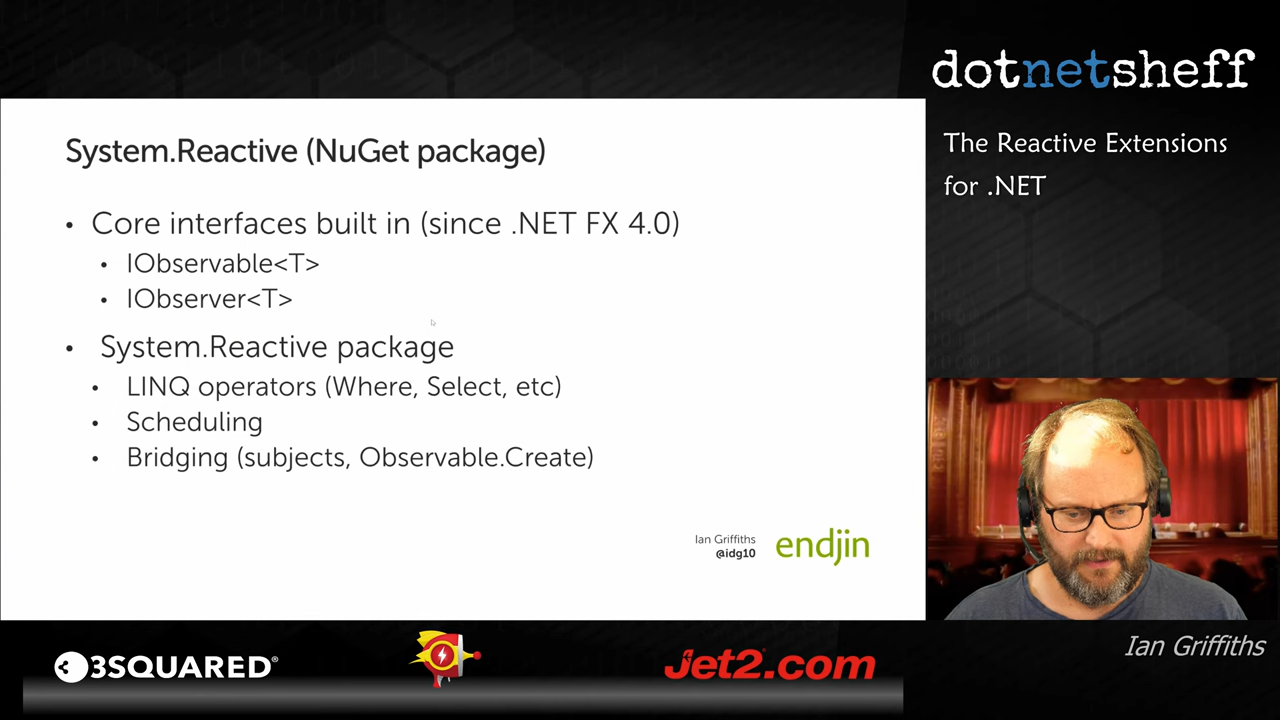 dotnetsheff
The Reactive Extensions
for .NET
System.Reactive (NuGet package)
• Core interfaces built in (since .NET FX 4.0)
• IObservable<T>
• IObserver<T>
• System.Reactive package
• LINQ operators (Where, Select, etc)
• Scheduling
• Bridging (subjects, Observable.Create)
Ian Griffiths
@idg10
endjin
Ian Griffiths
3SQUARED®
Jet2.com